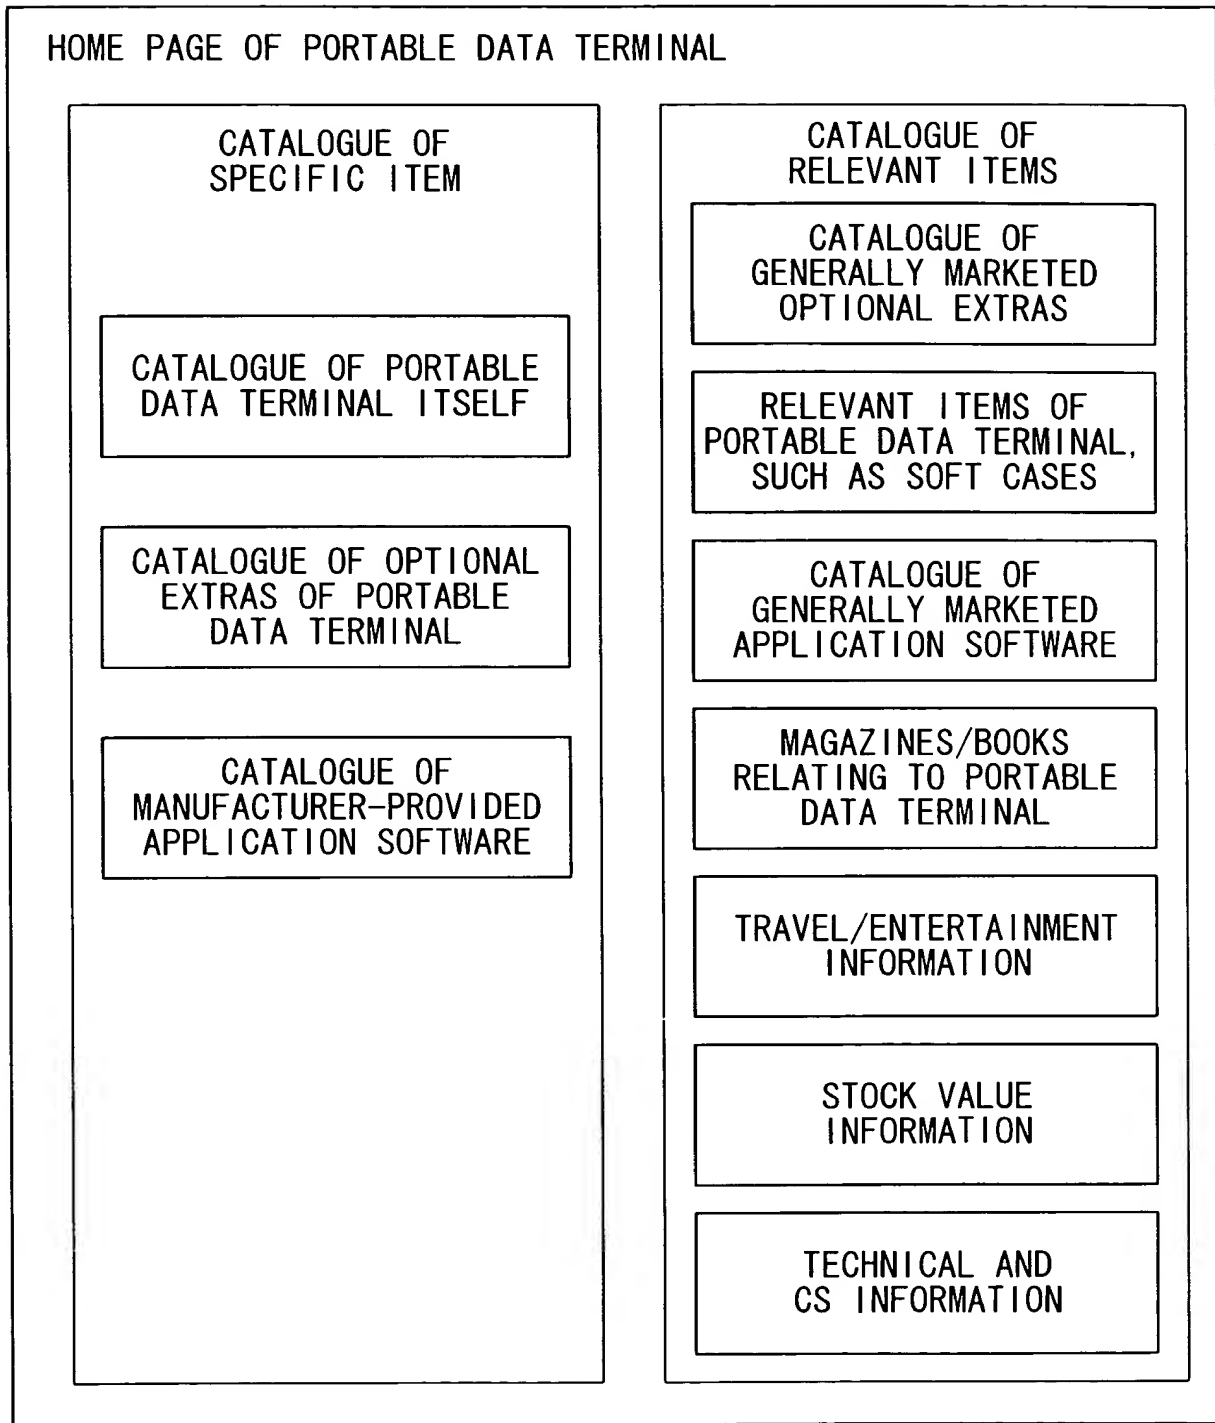 HOME PAGE OF PORTABLE DATA TERMINAL
CATALOGUE OF
SPECIFIC ITEM
CATALOGUE OF PORTABLE
DATA TERMINAL ITSELF
CATALOGUE OF OPTIONAL
EXTRAS OF PORTABLE
DATA TERMINAL
CATALOGUE OF
MANUFACTURER-PROVIDED
APPLICATION SOFTWARE
CATALOGUE OF
RELEVANT ITEMS
CATALOGUE OF
GENERALLY MARKETED
OPTIONAL EXTRAS
RELEVANT ITEMS OF
PORTABLE DATA TERMINAL,
SUCH AS SOFT CASES
CATALOGUE OF
GENERALLY MARKETED
APPLICATION SOFTWARE
MAGAZINES/BOOKS
RELATING TO PORTABLE
DATA TERMINAL
TRAVEL/ENTERTAINMENT
INFORMATION
STOCK VALUE
INFORMATION
TECHNICAL AND
CS INFORMATION